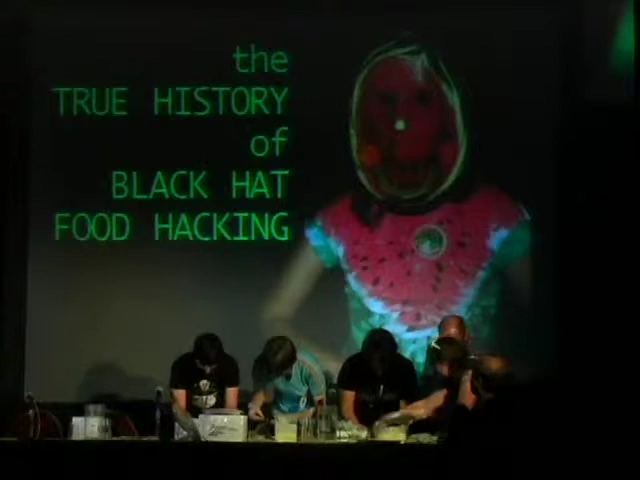 the
TRUE HISTORY
of
BLACK HAT
FOOD HACKING